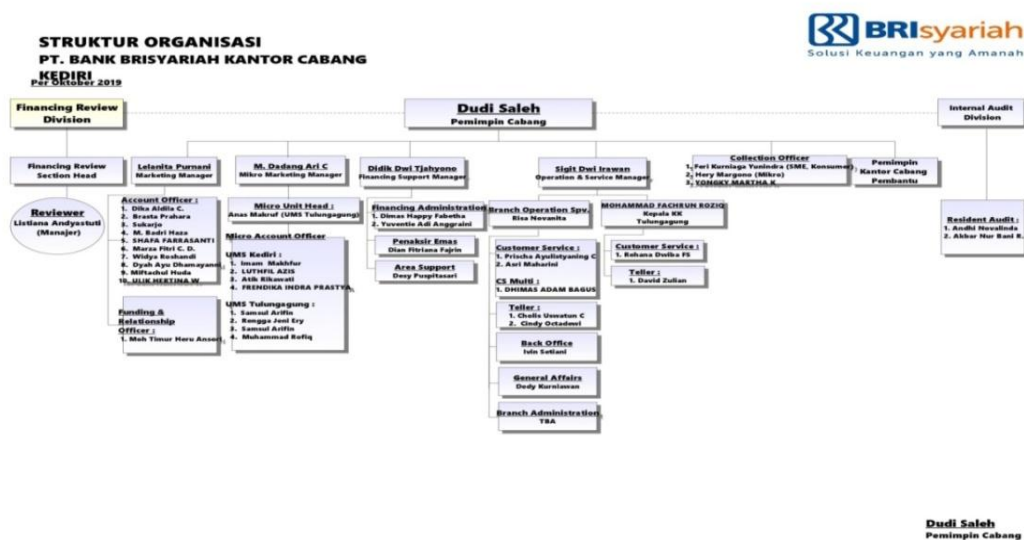 BRIsyariah
Solusi Keuangan yang Amanah
STRUKTUR ORGANISASI
PT. BANK BRISYARIAH KANTOR CABANG
KEDIRI
Per Oktober 2019
Financing Review
Division
Dudi Saleh
Pemimpin Cabang
Internal Audit
Division
Financing Review
Section Head
Lelanita Purnani
Marketing Manager
M. Dadang Ari C
Mikro Marketing Manager
Didik Dwi Tjahyono
Financing Support Manager
Sigit Dwi Irawan
Operation & Service Manager
Collection Officer
1. Feri Kurniaga Yunindra (SME, Konsumer)
2. Hery Margono (Mikro)
3. YONGKY MARTHA K
Pemimpin
Kantor Cabang
Pembantu
Reviewer
Listiana Andyastuti
(Manajer)
Account Officer :
1. Dika Aldila C.
2. Brasta Prahara
3. Sukarjo
4. M. Badri Haza
5. SHAFA FARRASANTI
6. Marza Fitri C. D.
7. Widya Roshandi
8. Dyah Ayu Dhamayanni
9. Miftachul Huda
10. ULIK HERTINA W
Funding &
Relationship
Officer :
1. Moh Timur Heru Ansori
Micro Unit Head :
Anas Makruf (UMS Tulungagung)
Micro Account Officer
UMS Kediri :
1. Imam Makhfur
2. LUTHFIL AZIS
3. Atik Rikawati
4. FRENDIKA INDRA PRASTYA
UMS Tulungagung :
1. Samsul Arifin
2. Rengga Jeni Ery
3. Samsul Arifin
4. Muhammad Rofiq
Financing Administration
1. Dimas Happy Fabetha
2. Yuventie Adi Anggraini
Penaksir Emas
Dian Fitriana Fajrin
Area Support
Desy Puspitasari
Branch Operation Spv.
Risa Novanita
Customer Service :
1. Prischa Ayulistyaning C
2. Asri Maharini
CS Multi :
1. DHIMAS ADAM BAGUS
Teller :
1. Chelis Uswatun C
2. Cindy Octadewi
Back Office
Ivin Setiani
General Affairs
Dedy Kurniawan
Branch Administration
TBA
MOHAMMAD FACHRUN ROZIQ
Kepala KK
Tulungagung
Customer Service :
1. Rohana Dwika FS
Teller :
1. David Zulian
Resident Audit :
1. Andhi Novalinda
2. Akbar Nur Bani R.
Dudi Saleh
Pemimpin Cabang